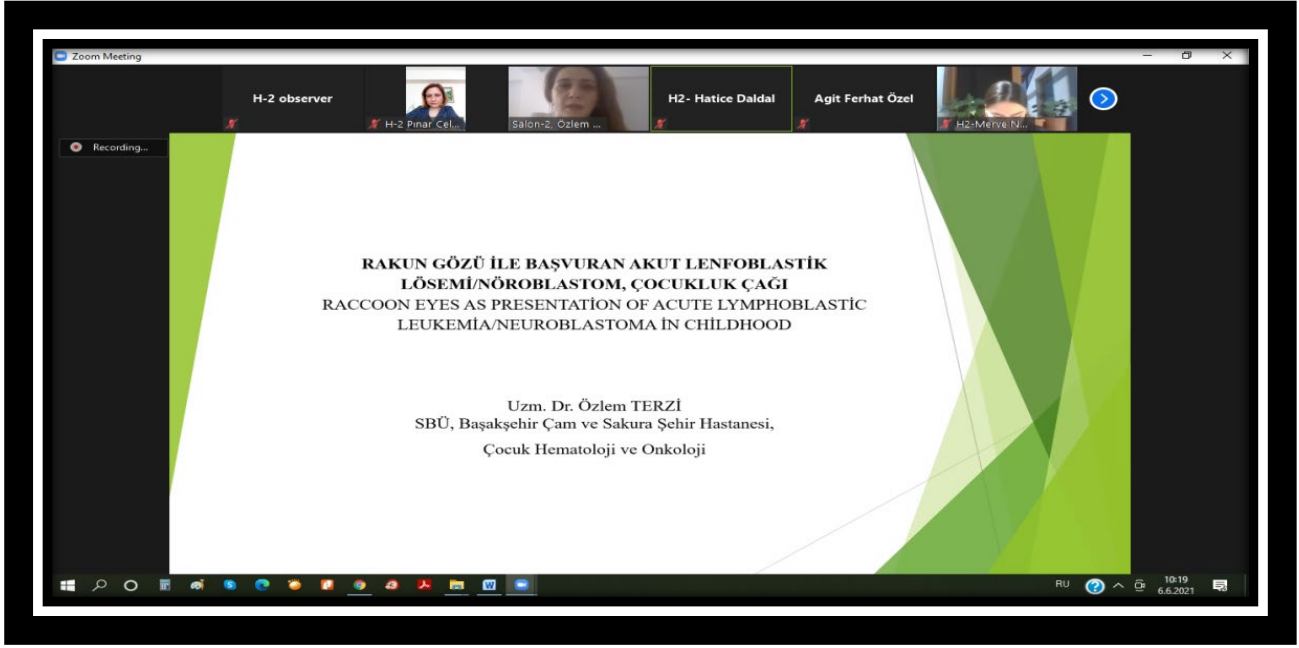 Zoom Meeting
H-2 observer
H-2 Pınar Cel...
Salon-2, Özlem ...
H2- Hatice Daldal
Agit Ferhat Özel
H2-Merve N...
Recording...
RAKUN GÖZÜ İLE BAŞVURAN AKUT LENFOBLASTİK
LÖSEMİ/NÖROBLASTOM, ÇOCUKLUK ÇAĞI
RACCOON EYES AS PRESENTATİON OF ACUTE LYMPHOBLASTİC
LEUKEMİA/NEUROBLASTOMA İN CHİLDHOOD
Uzm. Dr. Özlem TERZİ
SBÜ, Başakşehir Çam ve Sakura Şehir Hastanesi,
Çocuk Hematoloji ve Onkoloji
RU
10:19
6.6.2021